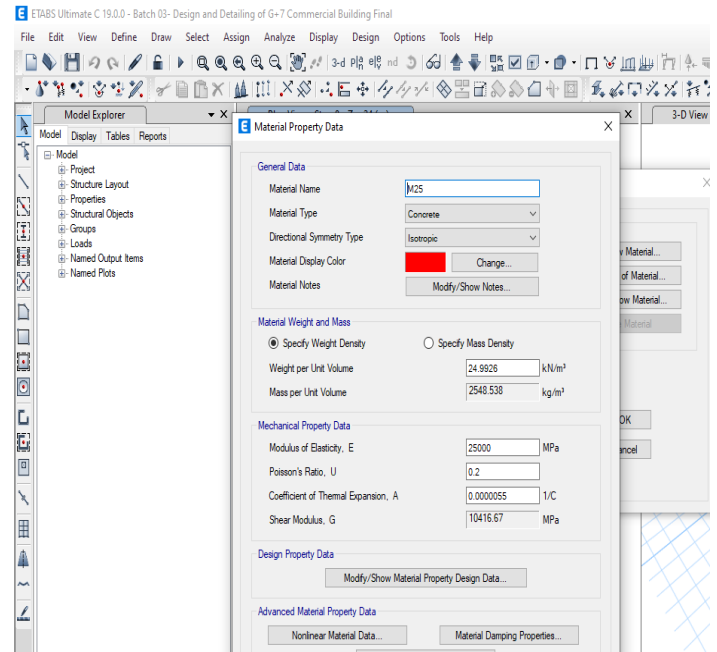 ETABS Ultimate C 19.0.0 - Batch 03- Design and Detailing of G+7 Commercial Building Final
File Edit View Define Draw Select Assign Analyze Display Design Options Tools Help
3-d nd
Model Explorer
3-D View
Model Display Tables Reports
Model
Project
Structure Layout
Properties
Structural Objects
Groups
Loads
Named Output Items
Named Plots
Material Property Data
General Data
Material Name M25
Material Type Concrete
Directional Symmetry Type Isotropic
Material Display Color Change...
Material Notes Modify/Show Notes...
Material Weight and Mass
Specify Weight Density Specify Mass Density
Weight per Unit Volume 24.9926 kN/m³
Mass per Unit Volume 2548.538 kg/m³
Mechanical Property Data
Modulus of Elasticity, E 25000 MPa
Poisson's Ratio, U 0.2
Coefficient of Thermal Expansion, A 0.0000055 1/C
Shear Modulus, G 10416.67 MPa
Design Property Data
Modify/Show Material Property Design Data...
Advanced Material Property Data
Nonlinear Material Data... Material Damping Properties...
Material...
of Material...
Material...
Material
OK